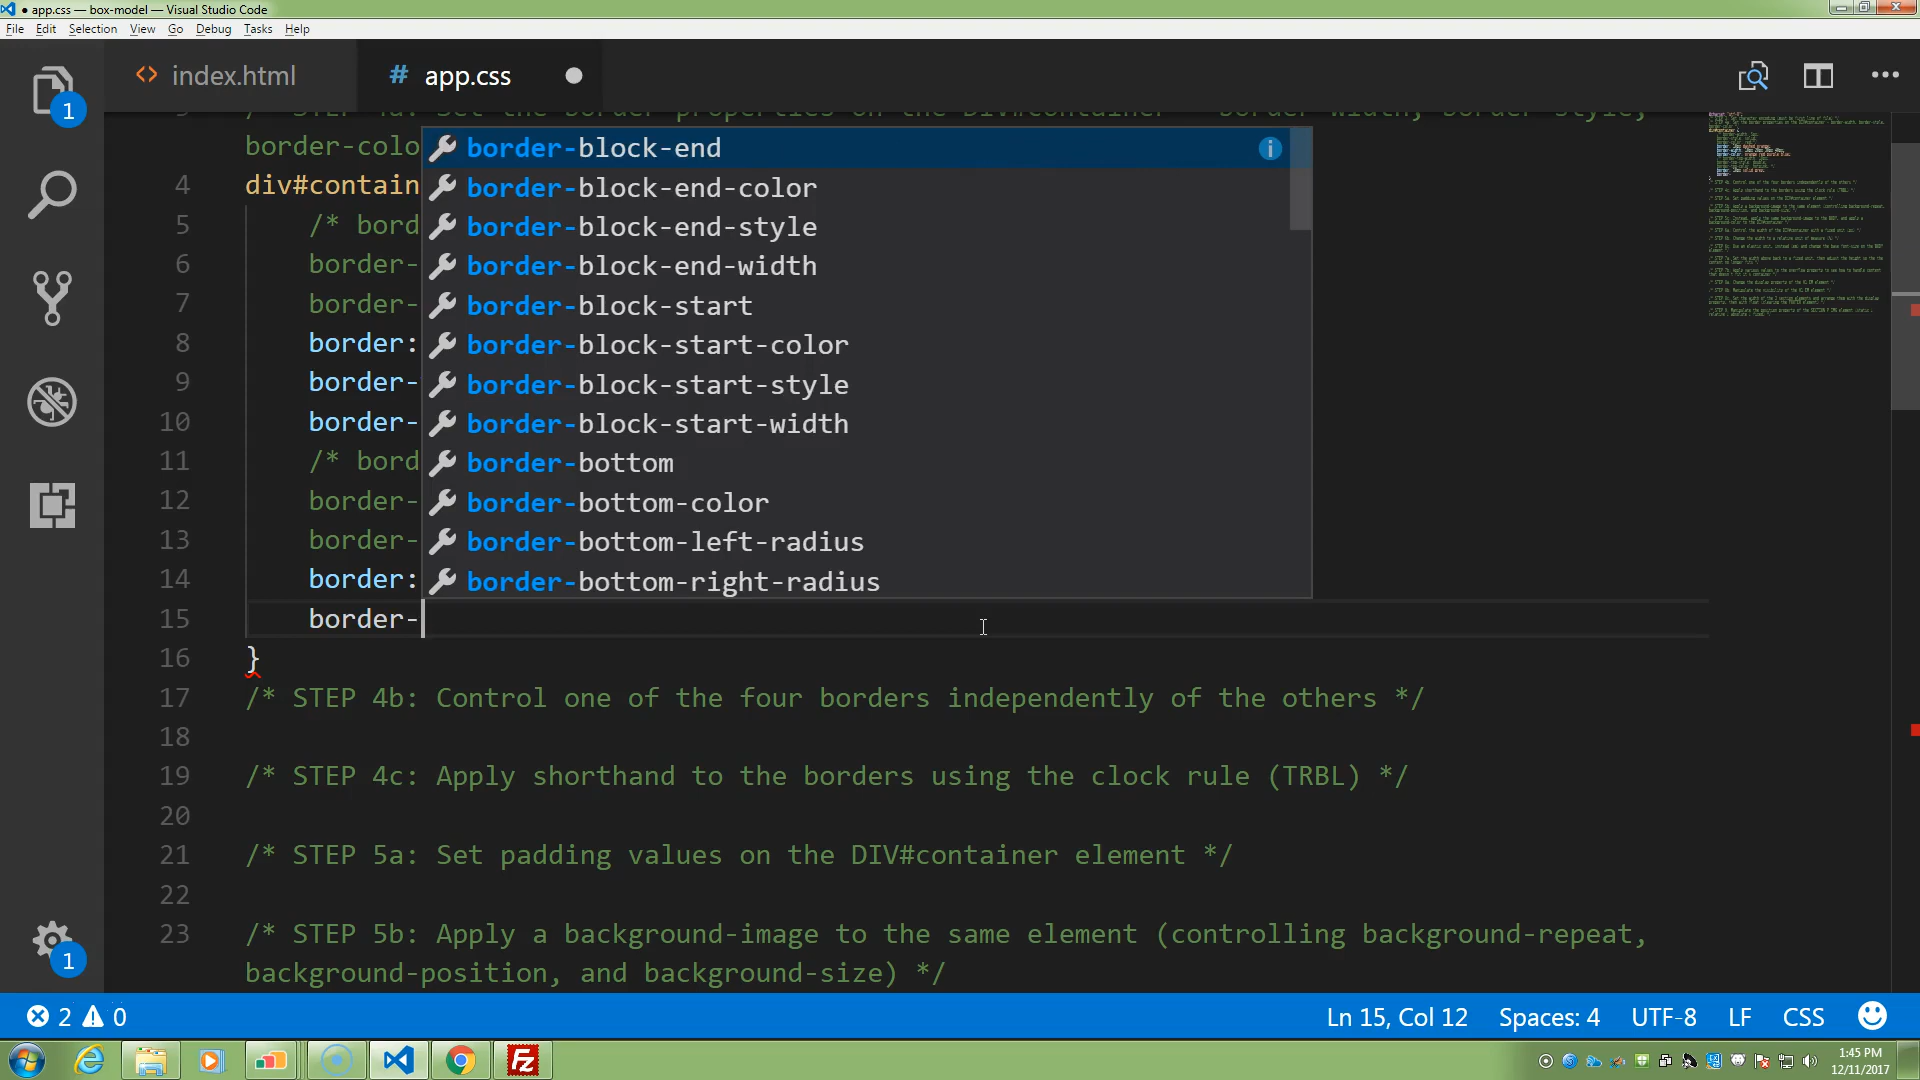 ● app.css — box-model — Visual Studio Code
File Edit Selection View Go Debug Tasks Help
<> index.html # app.css
1
border-colo
4 div#contain
5 /* bord
6 border-
7 border-
8 border:
9 border-
10 border-
11 /* bord
12 border-
13 border-
14 border:
15 border-
border-block-end
border-block-end-color
border-block-end-style
border-block-end-width
border-block-start
border-block-start-color
border-block-start-style
border-block-start-width
border-bottom
border-bottom-color
border-bottom-left-radius
border-bottom-right-radius
16 }
17 /* STEP 4b: Control one of the four borders independently of the others */
18
19 /* STEP 4c: Apply shorthand to the borders using the clock rule (TRBL) */
20
21 /* STEP 5a: Set padding values on the DIV#container element */
22
23 /* STEP 5b: Apply a background-image to the same element (controlling background-repeat,
background-position, and background-size) */
1
2 0 Ln 15, Col 12 Spaces: 4 UTF-8 LF CSS
1:45 PM
12/11/2017